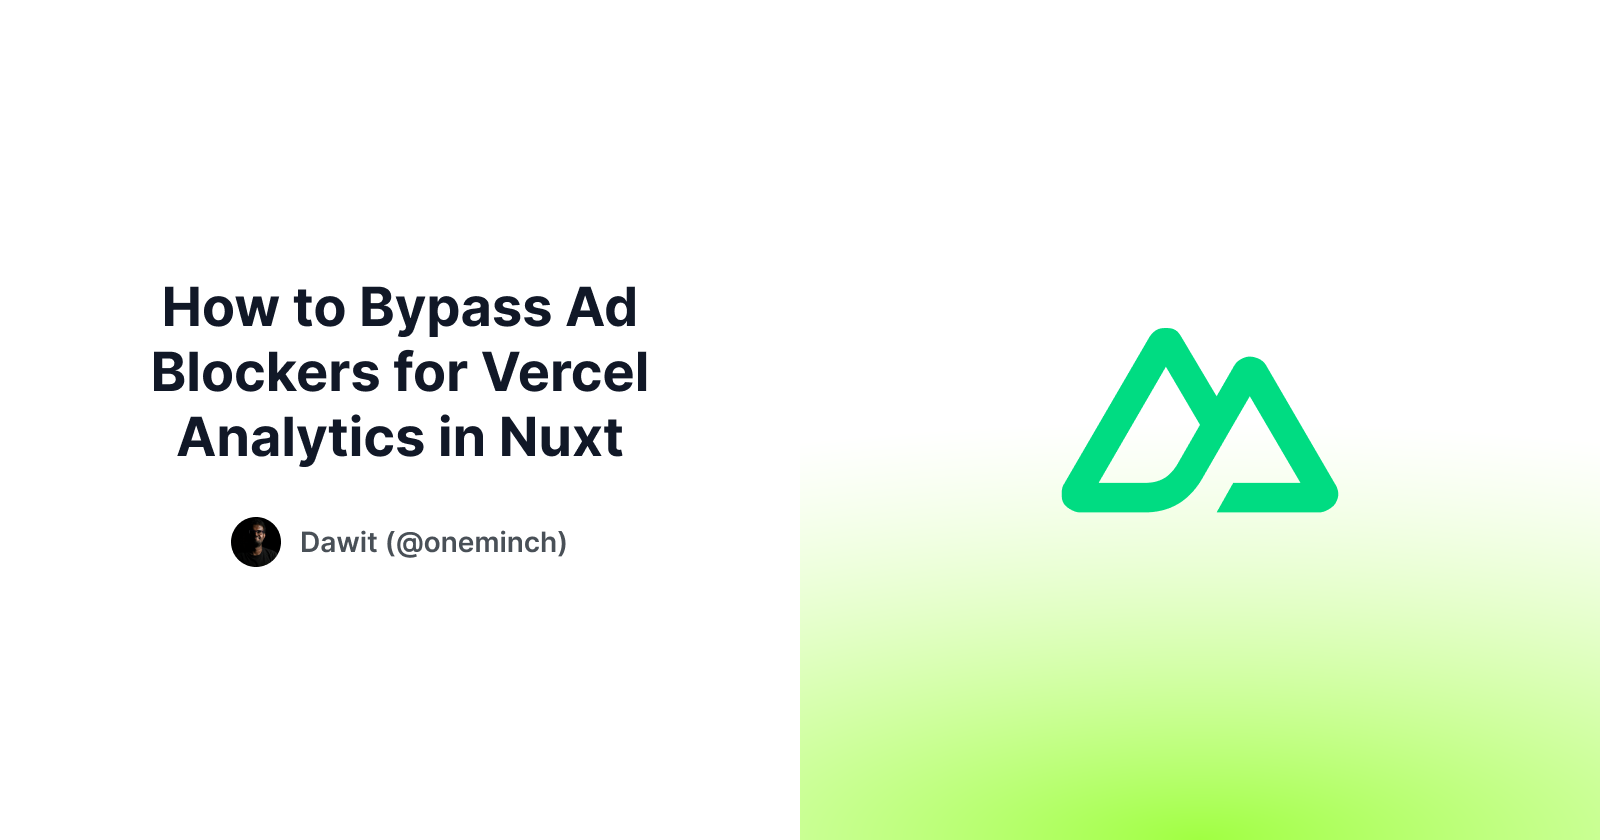 How to Bypass Ad
Blockers for Vercel
Analytics in Nuxt
Dawit (@oneminch)